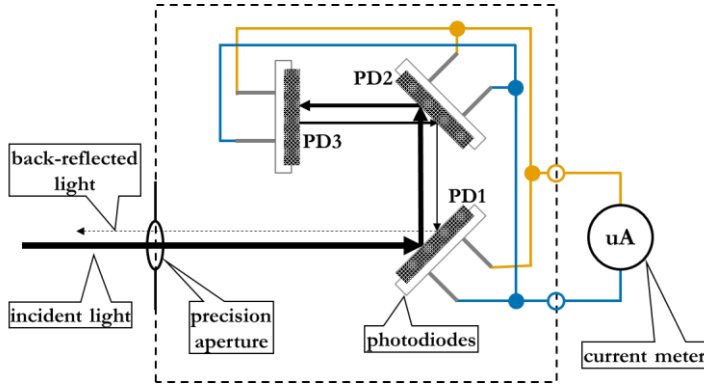 PD2
PD3
back-reflected
light
PD1
uA
incident light
precision
aperture
photodiodes
current meter